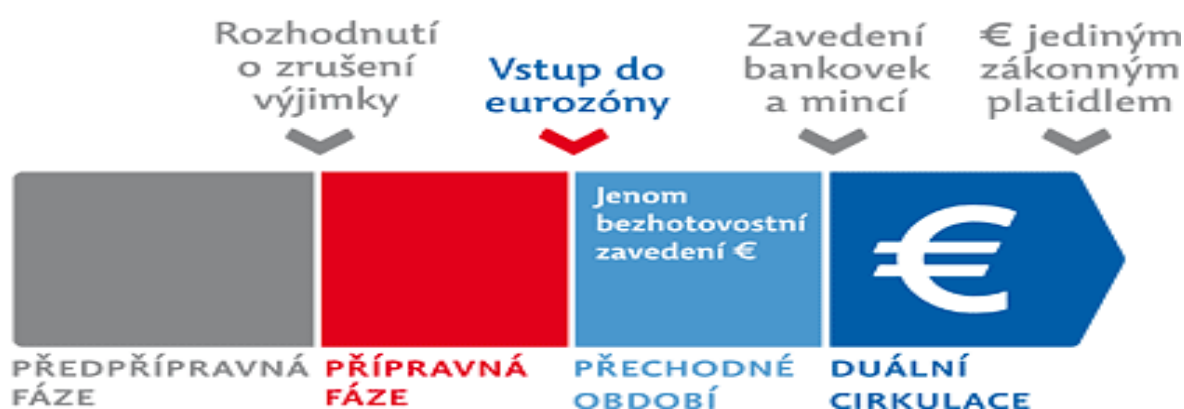 Rozhodnutí
o zrušení
výjimky
Vstup do
eurozóny
Zavedení
bankovek
a mincí
€ jediným
zákonným
platidlem
Jenom
bezhotovostní
zavedení €
€
PŘEDPŘÍPRAVNÁ
FÁZE
PŘÍPRAVNÁ
FÁZE
PŘECHODNÉ
OBDOBÍ
DUÁLNÍ
CIRKULACE